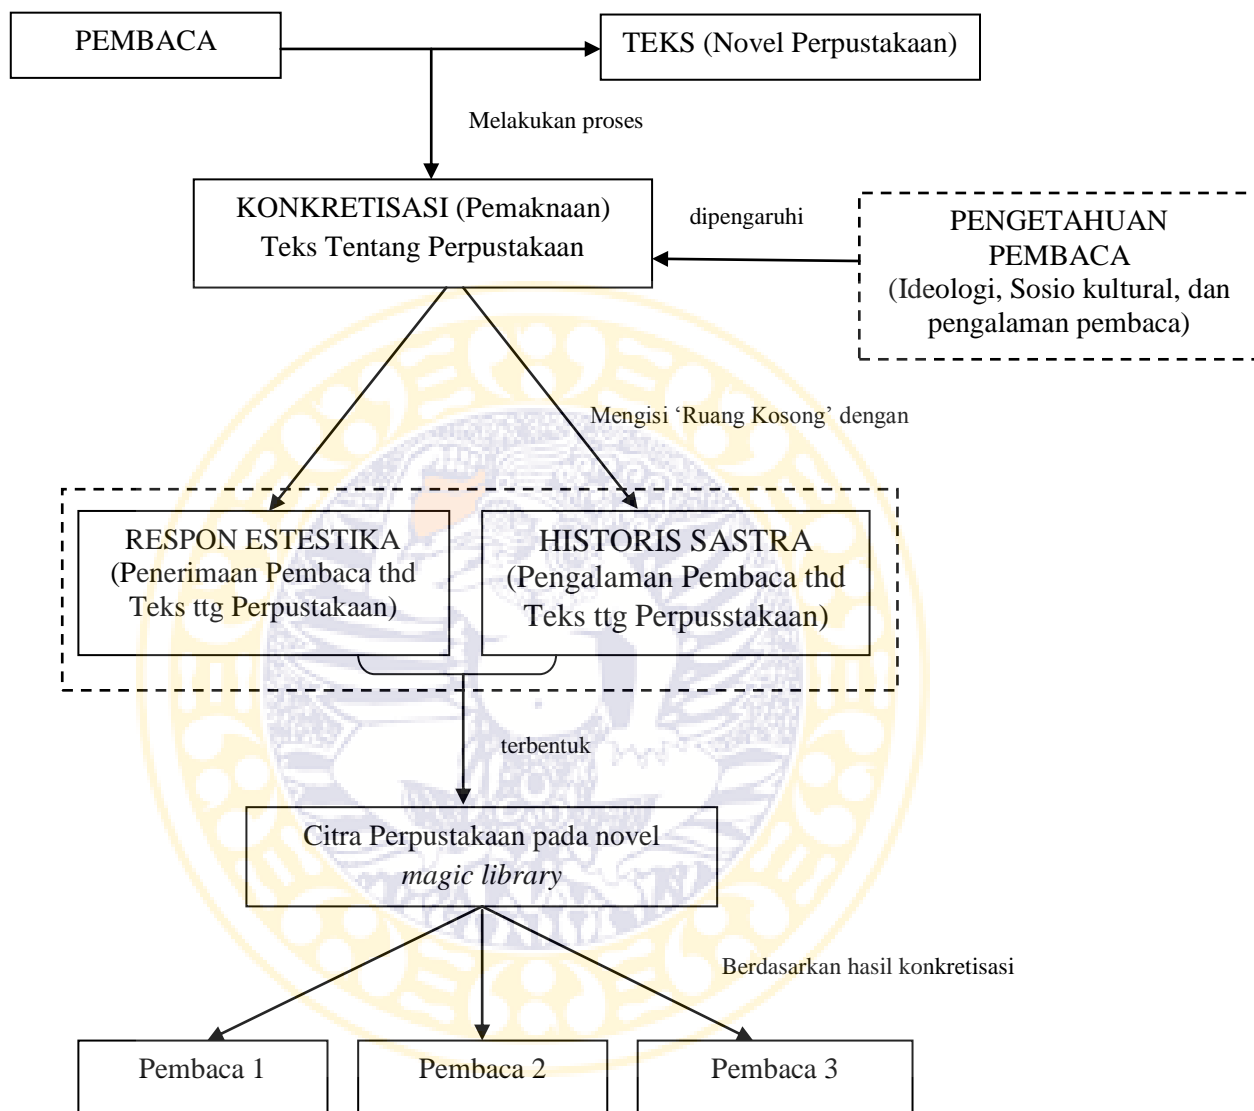 PEMBACA
TEKS (Novel Perpustakaan)
Melakukan proses
KONKRETISASI (Pemaknaan)
Teks Tentang Perpustakaan
dipengaruhi
PENGETAHUAN
PEMBACA
(Ideologi, Sosio kultural, dan
pengalaman pembaca)
Mengisi ‘Ruang Kosong’ dengan
RESPON ESTESTIKA
(Penerimaan Pembaca thd
Teks ttg Perpustakaan)
HISTORIS SASTRA
(Pengalaman Pembaca thd
Teks ttg Perpusstakaan)
terbentuk
Citra Perpustakaan pada novel
magic library
Berdasarkan hasil konkretisasi
Pembaca 1
Pembaca 2
Pembaca 3